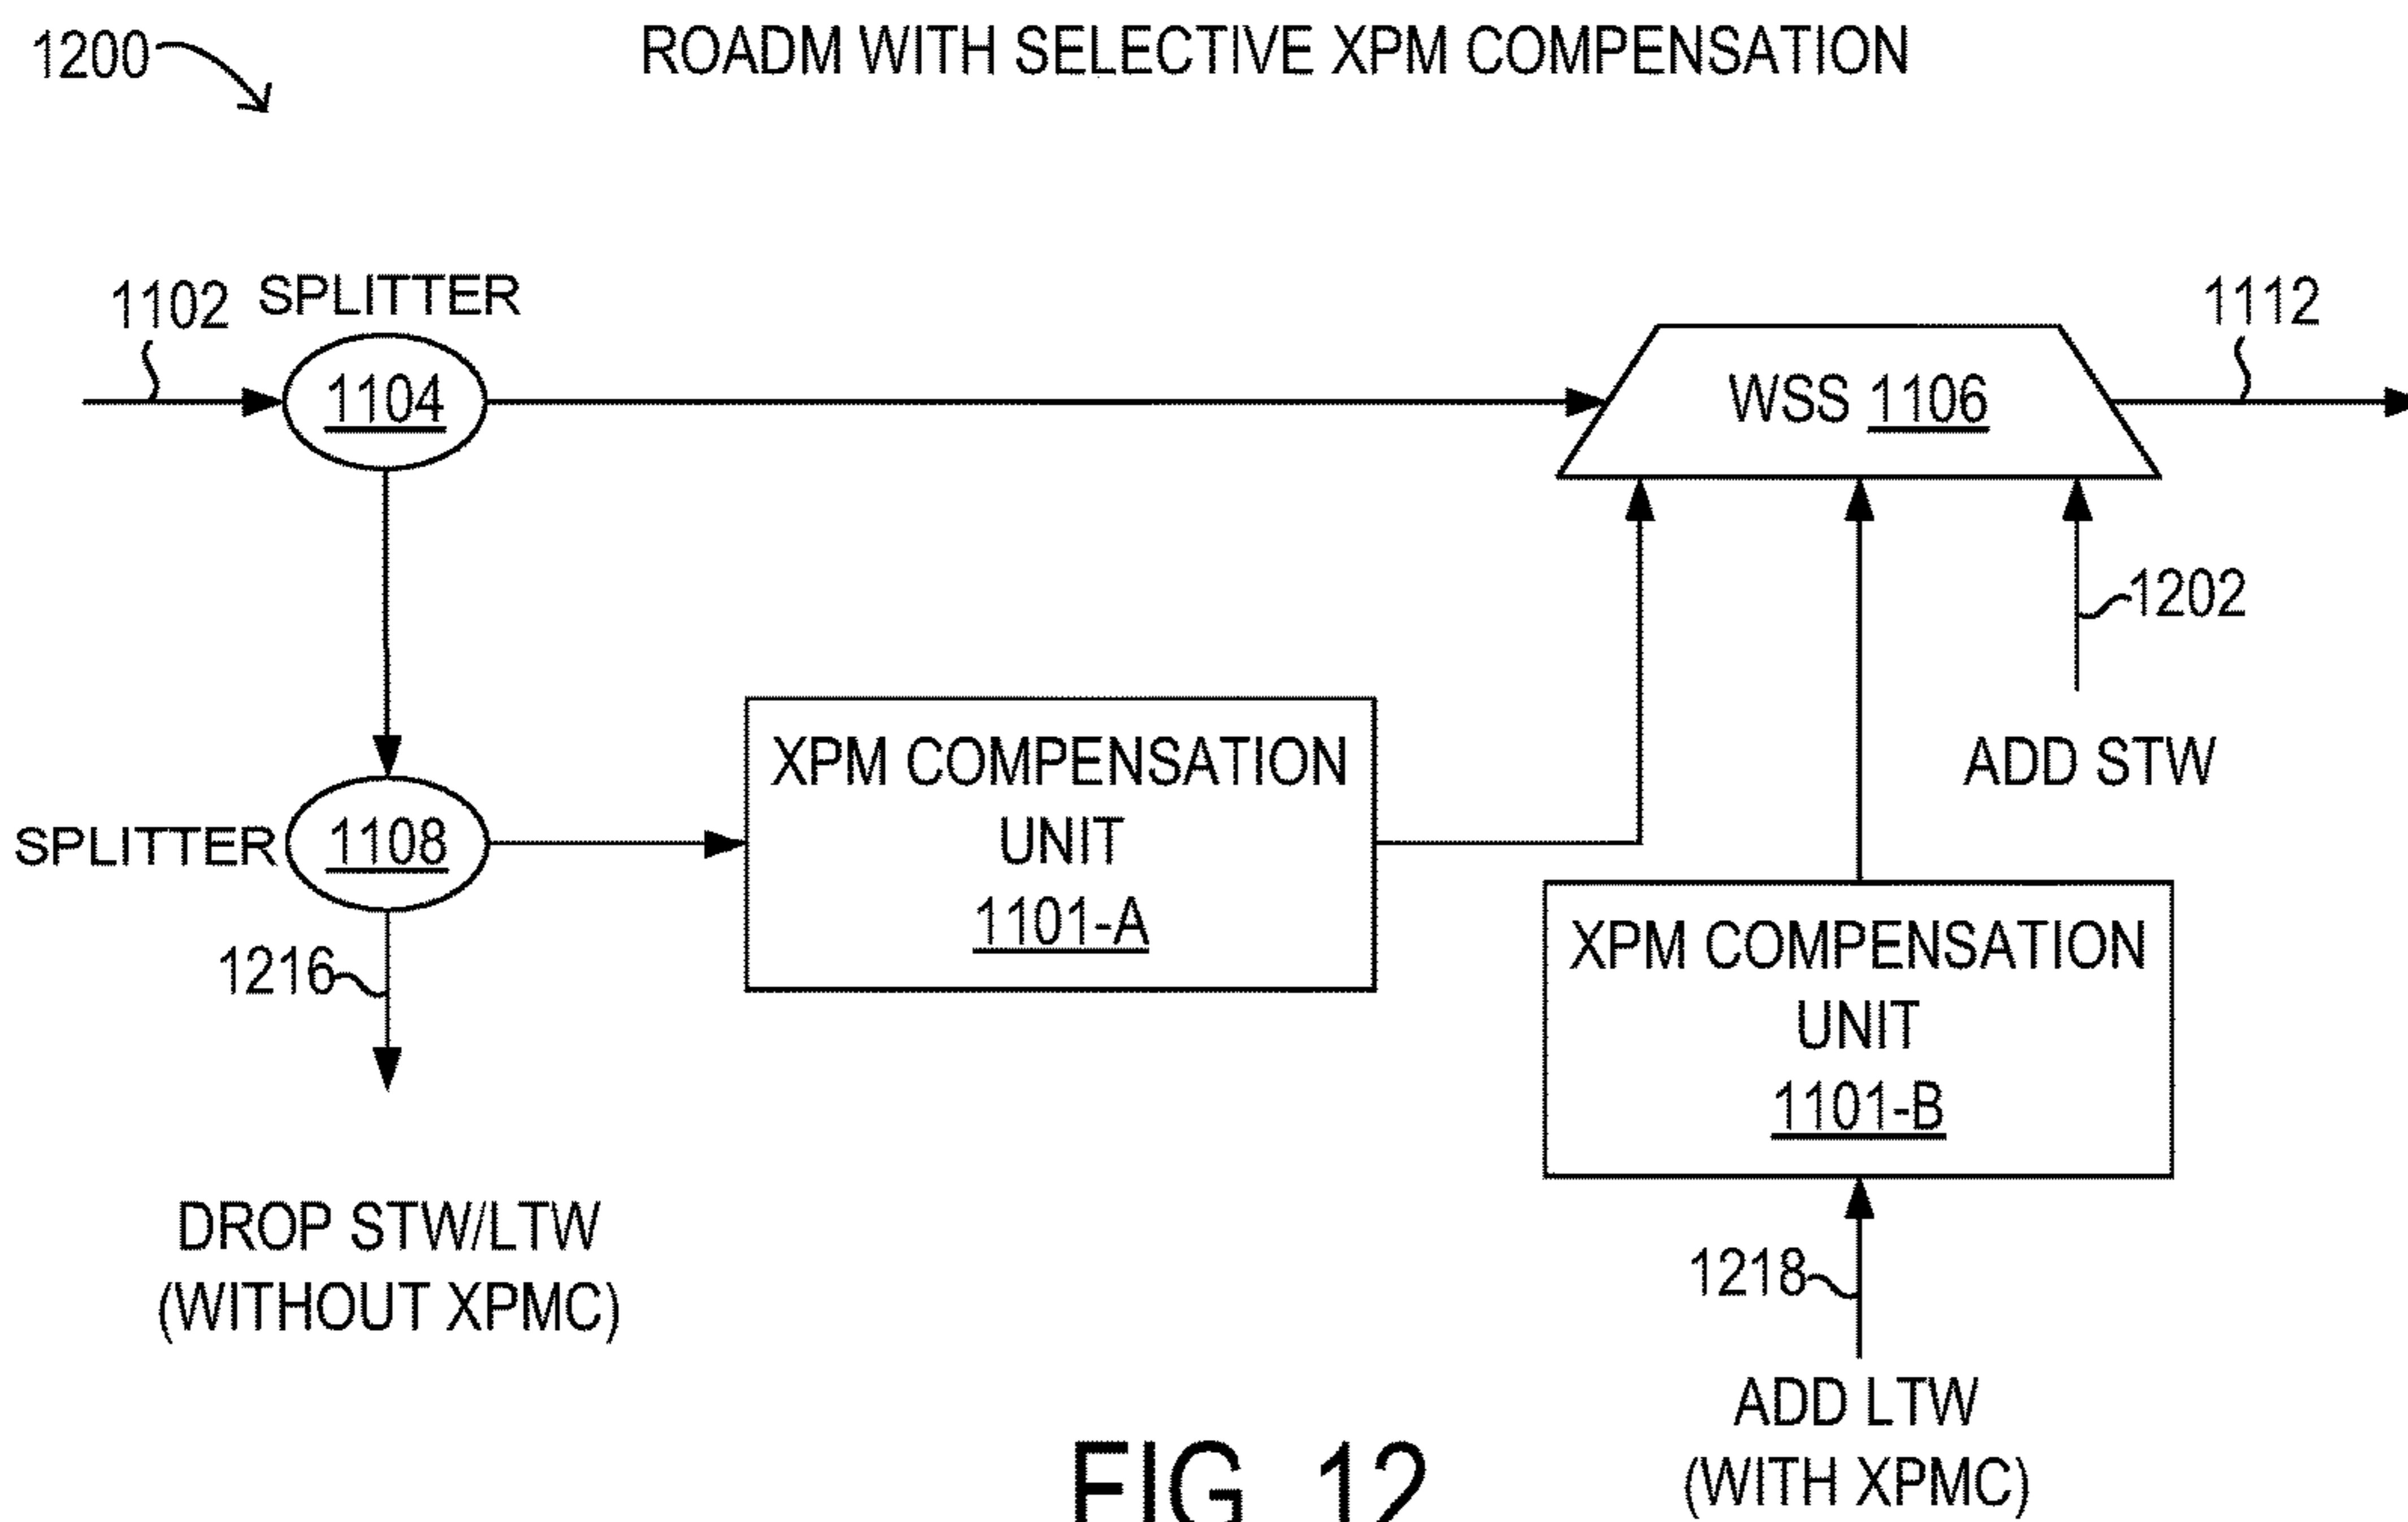 1200
ROADM WITH SELECTIVE XPM COMPENSATION
1102
SPLITTER
1104
WSS 1106
1112
1202
ADD STW
SPLITTER
1108
XPM COMPENSATION
UNIT
1101-A
1216
XPM COMPENSATION
UNIT
1101-B
DROP STW/LTW
(WITHOUT XPMC)
1218
ADD LTW
(WITH XPMC)
FIG. 12